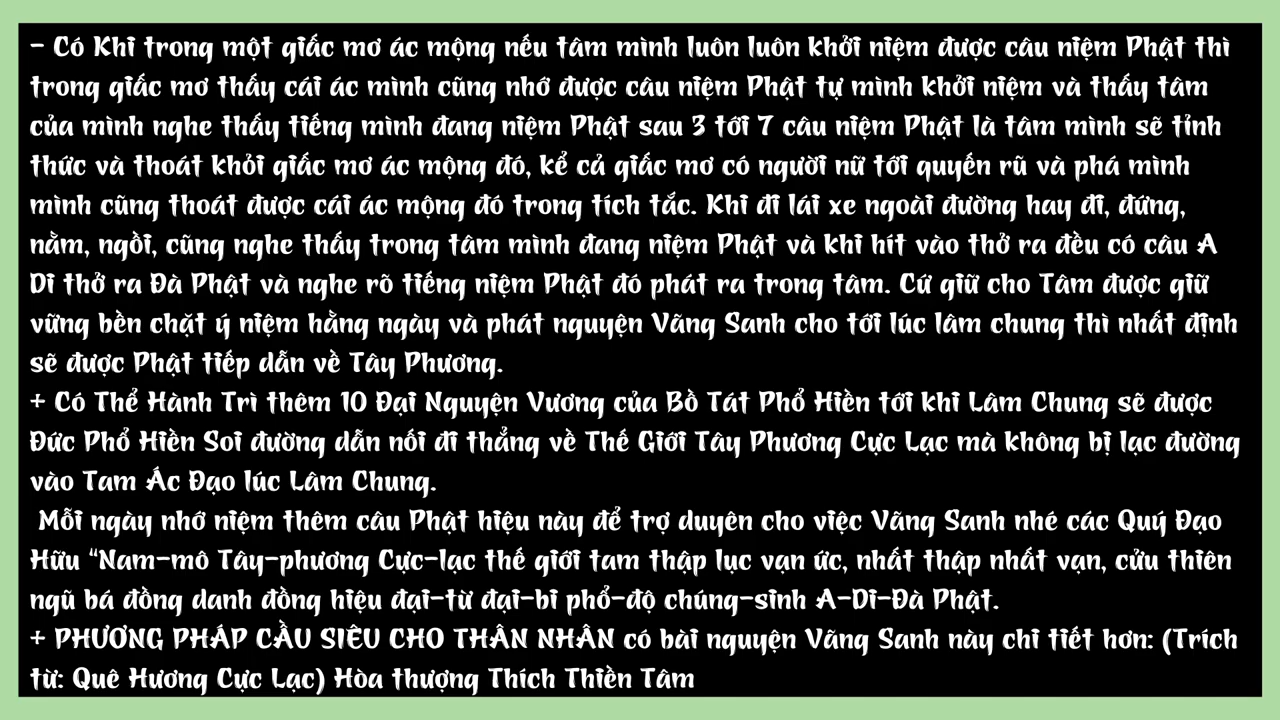 - Có Khi trong một giấc mơ ác mộng nếu tâm mình luôn luôn khởi niệm được câu niệm Phật thì
trong giấc mơ thấy cái ác mình cũng nhớ được câu niệm Phật tự mình khởi niệm và thấy tâm
của mình nghe thấy tiếng mình đang niệm Phật sau 3 tới 7 câu niệm Phật là tâm mình sẽ tỉnh
thức và thoát khỏi giấc mơ ác mộng đó, kể cả giấc mơ có người nữ tới quyến rũ và phá mình
mình cũng thoát được cái ác mộng đó trong tích tắc. Khi đi lái xe ngoài đường hay đi, đứng,
nằm, ngồi, cũng nghe thấy trong tâm mình đang niệm Phật và khi hít vào thở ra đều có câu A
Di thở ra Đà Phật và nghe rõ tiếng niệm Phật đó phát ra trong tâm. Cứ giữ cho Tâm được giữ
vững bền chặt ý niệm hằng ngày và phát nguyện Vãng Sanh cho tới lúc lâm chung thì nhất định
sẽ được Phật tiếp dẫn về Tây Phương.
+ Có Thể Hành Trì thêm 10 Đại Nguyện Vương của Bồ Tát Phổ Hiền tới khi Lâm Chung sẽ được
Đức Phổ Hiền Soi đường dẫn nối đi thẳng về Thế Giới Tây Phương Cực Lạc mà không bị lạc đường
vào Tam Ác Đạo lúc Lâm Chung.
Mỗi ngày nhớ niệm thêm câu Phật hiệu này để trợ duyên cho việc Vãng Sanh nhé các Quý Đạo
Hữu “Nam-mô Tây-phương Cực-lạc thế giới tam thập lục vạn ức, nhất thập nhất vạn, cửu thiên
ngũ bá đồng danh đồng hiệu đại-từ đại-bi phổ-độ chúng-sinh A-Di-Đà Phật.
+ PHƯƠNG PHÁP CẦU SIÊU CHO THÂN NHÂN có bài nguyện Vãng Sanh này chi tiết hơn: (Trích
từ: Quê Hương Cực Lạc) Hòa thượng Thích Thiền Tâm